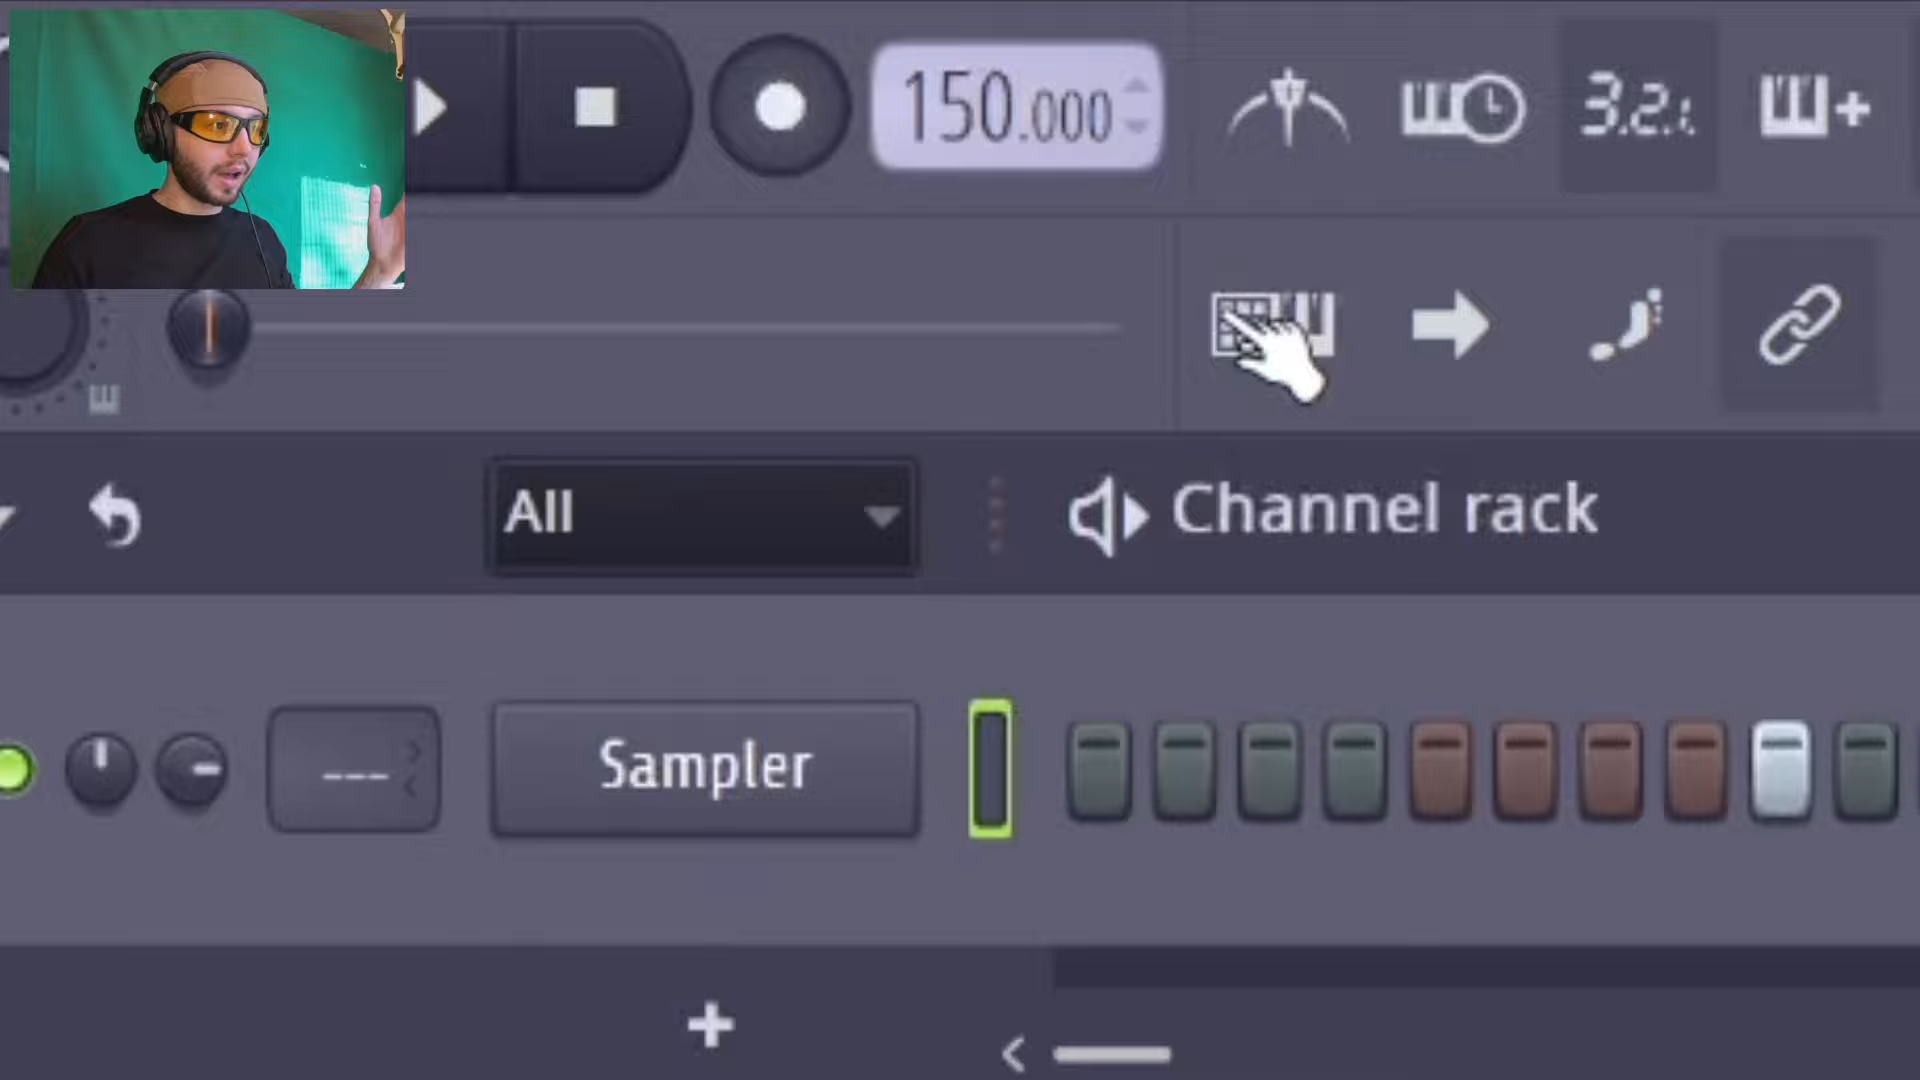 150.000
3.2.1
All
Channel rack
---
Sampler